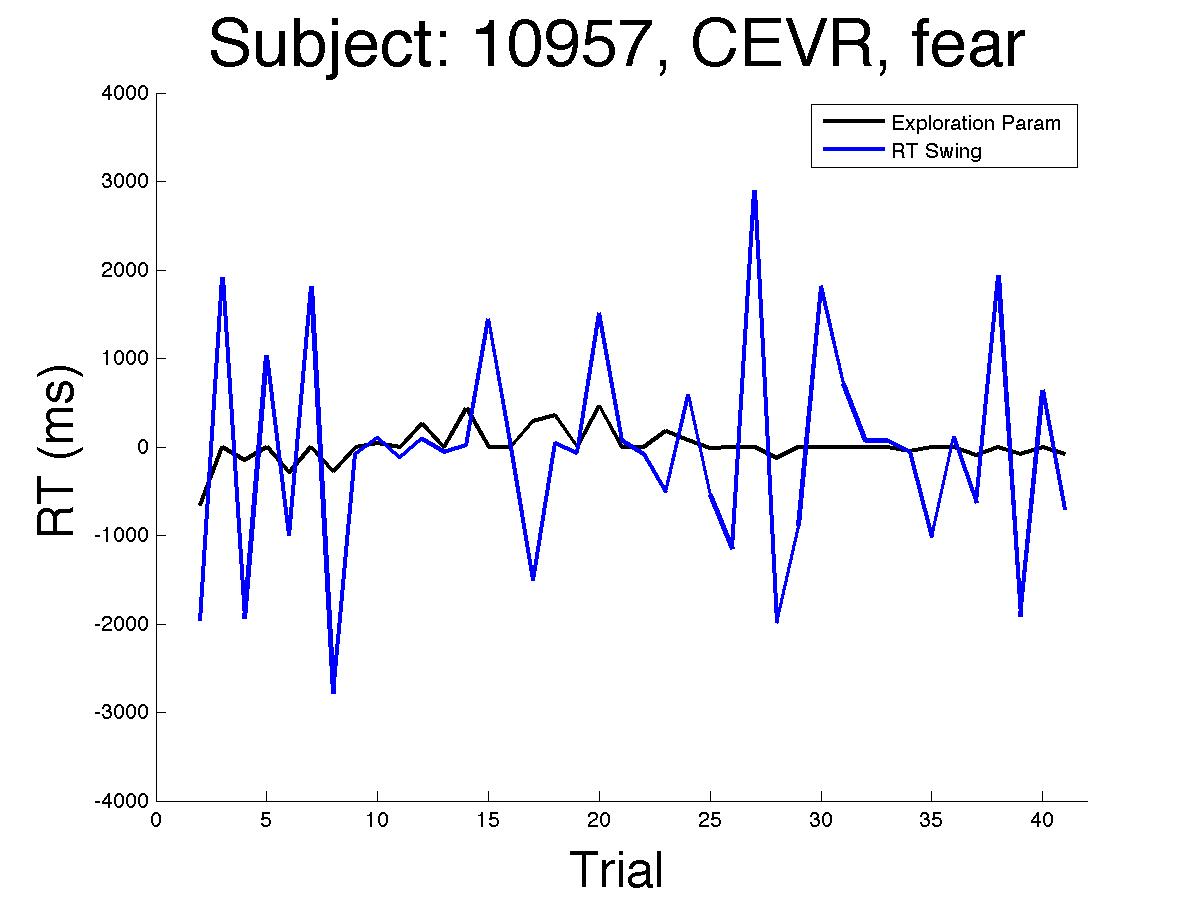 Subject: 10957, CEVR, fear
4000
3000
2000
1000
0
-1000
-2000
-3000
-4000
RT (ms)
Exploration Param
RT Swing
0 5 10 15 20 25 30 35 40
Trial